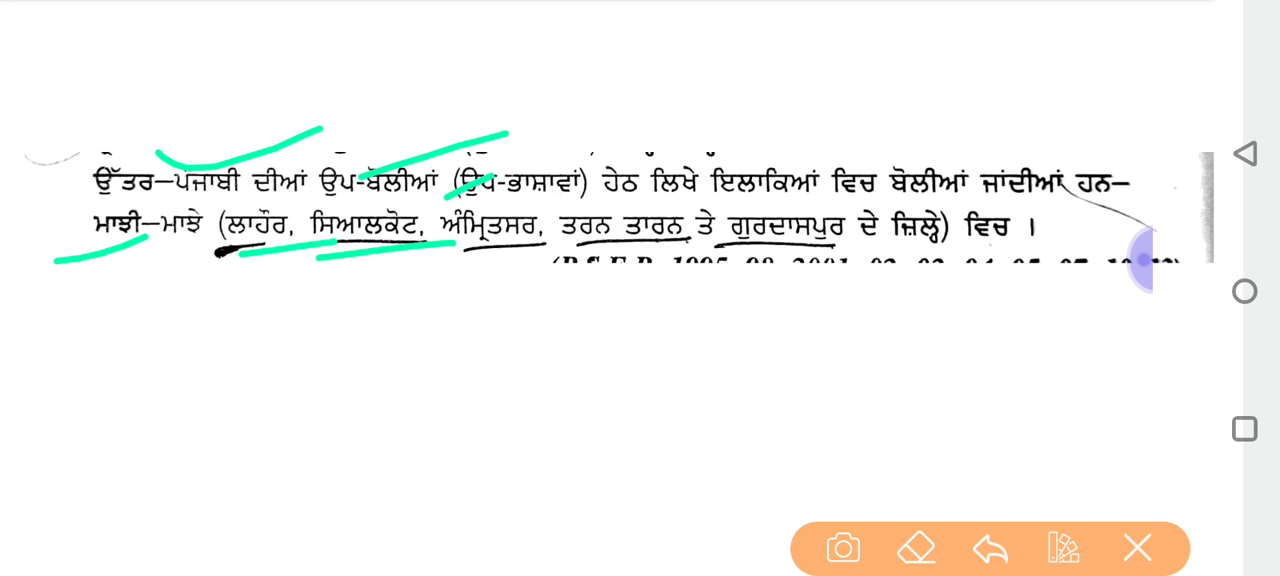 ਉੱਤਰ—ਪੰਜਾਬੀ ਦੀਆਂ ਉਪ-ਬੋਲੀਆਂ (ਉਪ-ਭਾਸ਼ਾਵਾਂ) ਹੇਠ ਲਿਖੇ ਇਲਾਕਿਆਂ ਵਿਚ ਬੋਲੀਆਂ ਜਾਂਦੀਆਂ ਹਨ—
ਮਾਝੀ—ਮਾਝੇ (ਲਾਹੌਰ, ਸਿਆਲਕੋਟ, ਅੰਮ੍ਰਿਤਸਰ, ਤਰਨ ਤਾਰਨ ਤੇ ਗੁਰਦਾਸਪੁਰ ਦੇ ਜ਼ਿਲ੍ਹੇ) ਵਿਚ ।